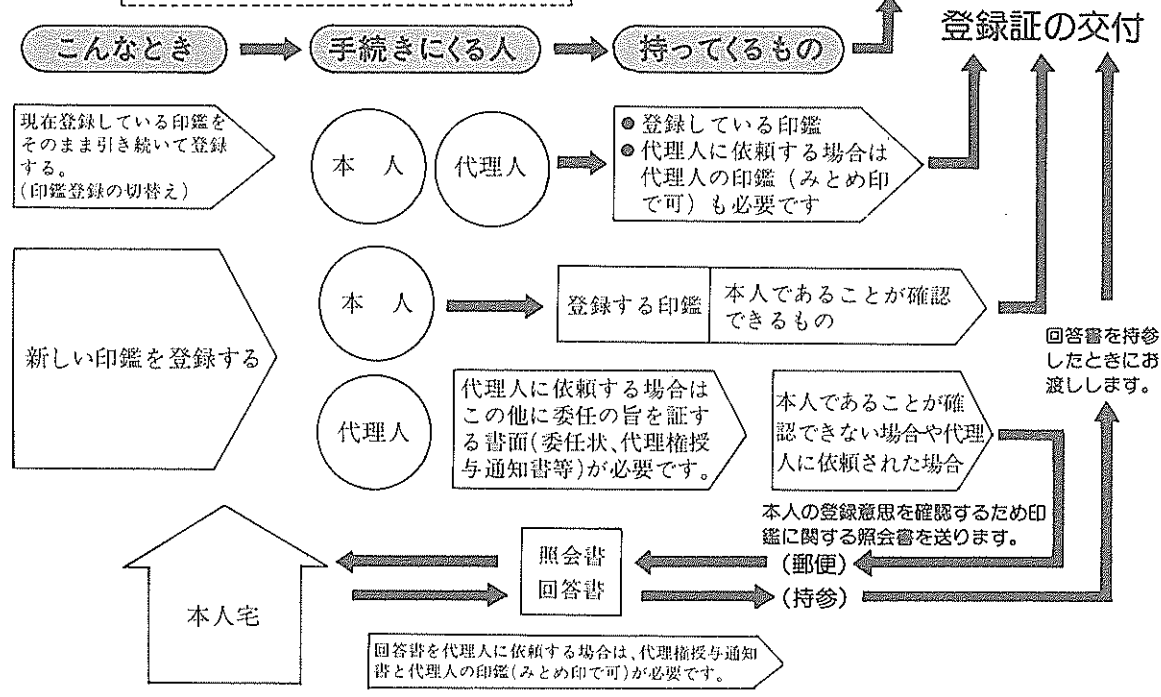 登録証の交付
こんなとき
手続きにくる人
持ってくるもの
現在登録している印鑑を
そのまま引き続いて登録
する。
(印鑑登録の切替え)
本 人
代理人
● 登録している印鑑
● 代理人に依頼する場合は
代理人の印鑑（みとめ印
で可）も必要です
新しい印鑑を登録する
本 人
登録する印鑑
本人であることが確認
できるもの
代理人
代理人に依頼する場合は
この他に委任の旨を証す
る書面(委任状、代理権授
与通知書等)が必要です。
本人であることが確
認できない場合や代理
人に依頼された場合
回答書を持参
したときにお
渡しします。
本人の登録意思を確認するため印
鑑に関する照会書を送ります。
本人宅
照会書
回答書
(郵便)
(持参)
回答書を代理人に依頼する場合は、代理権授与通知
書と代理人の印鑑(みとめ印で可)が必要です。